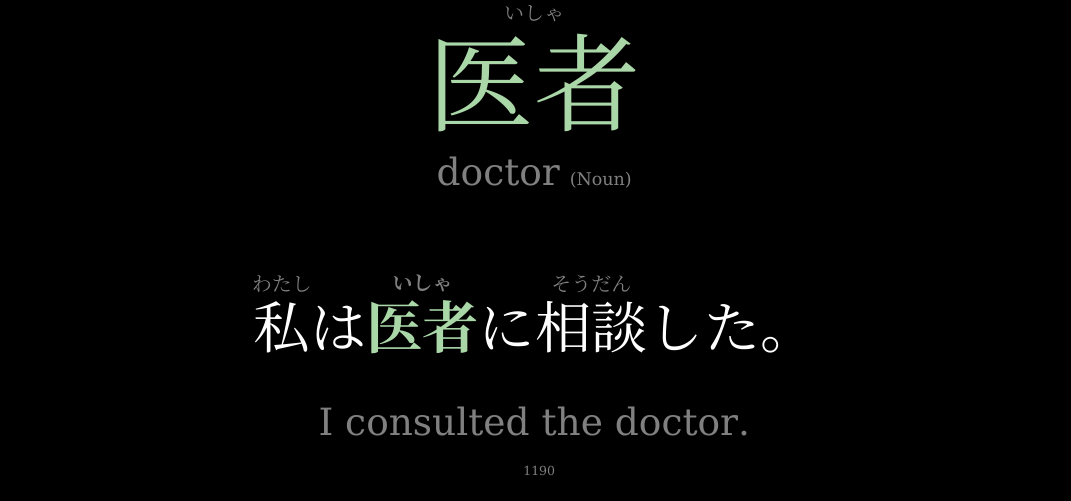 いしゃ
医者
doctor (Noun)
わたし いしゃ そうだん
私は医者に相談した。
I consulted the doctor.
1190